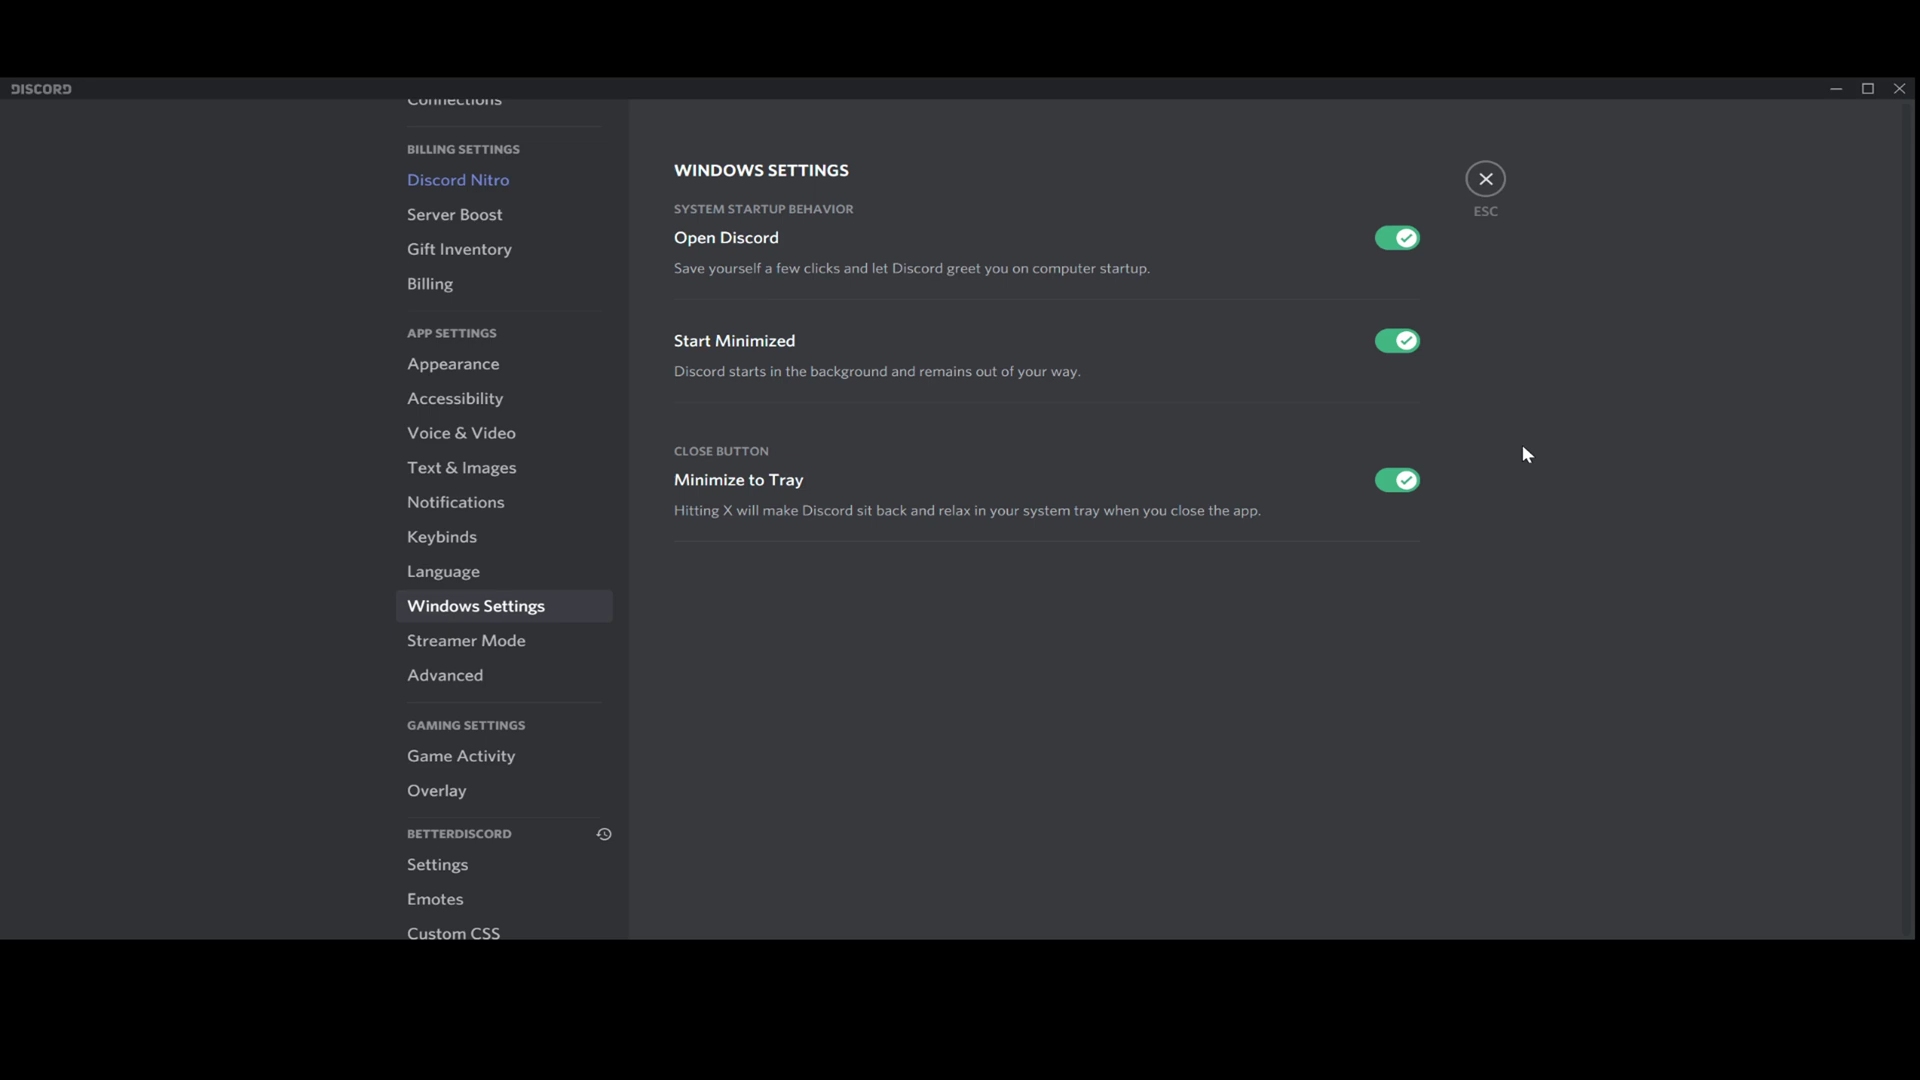 DISCORD
Connections
BILLING SETTINGS
Discord Nitro
Server Boost
Gift Inventory
Billing
APP SETTINGS
Appearance
Accessibility
Voice & Video
Text & Images
Notifications
Keybinds
Language
Windows Settings
Streamer Mode
Advanced
GAMING SETTINGS
Game Activity
Overlay
BETTERDISCORD
Settings
Emotes
Custom CSS
WINDOWS SETTINGS
SYSTEM STARTUP BEHAVIOR
Open Discord
Save yourself a few clicks and let Discord greet you on computer startup.
Start Minimized
Discord starts in the background and remains out of your way.
CLOSE BUTTON
Minimize to Tray
Hitting X will make Discord sit back and relax in your system tray when you close the app.
ESC